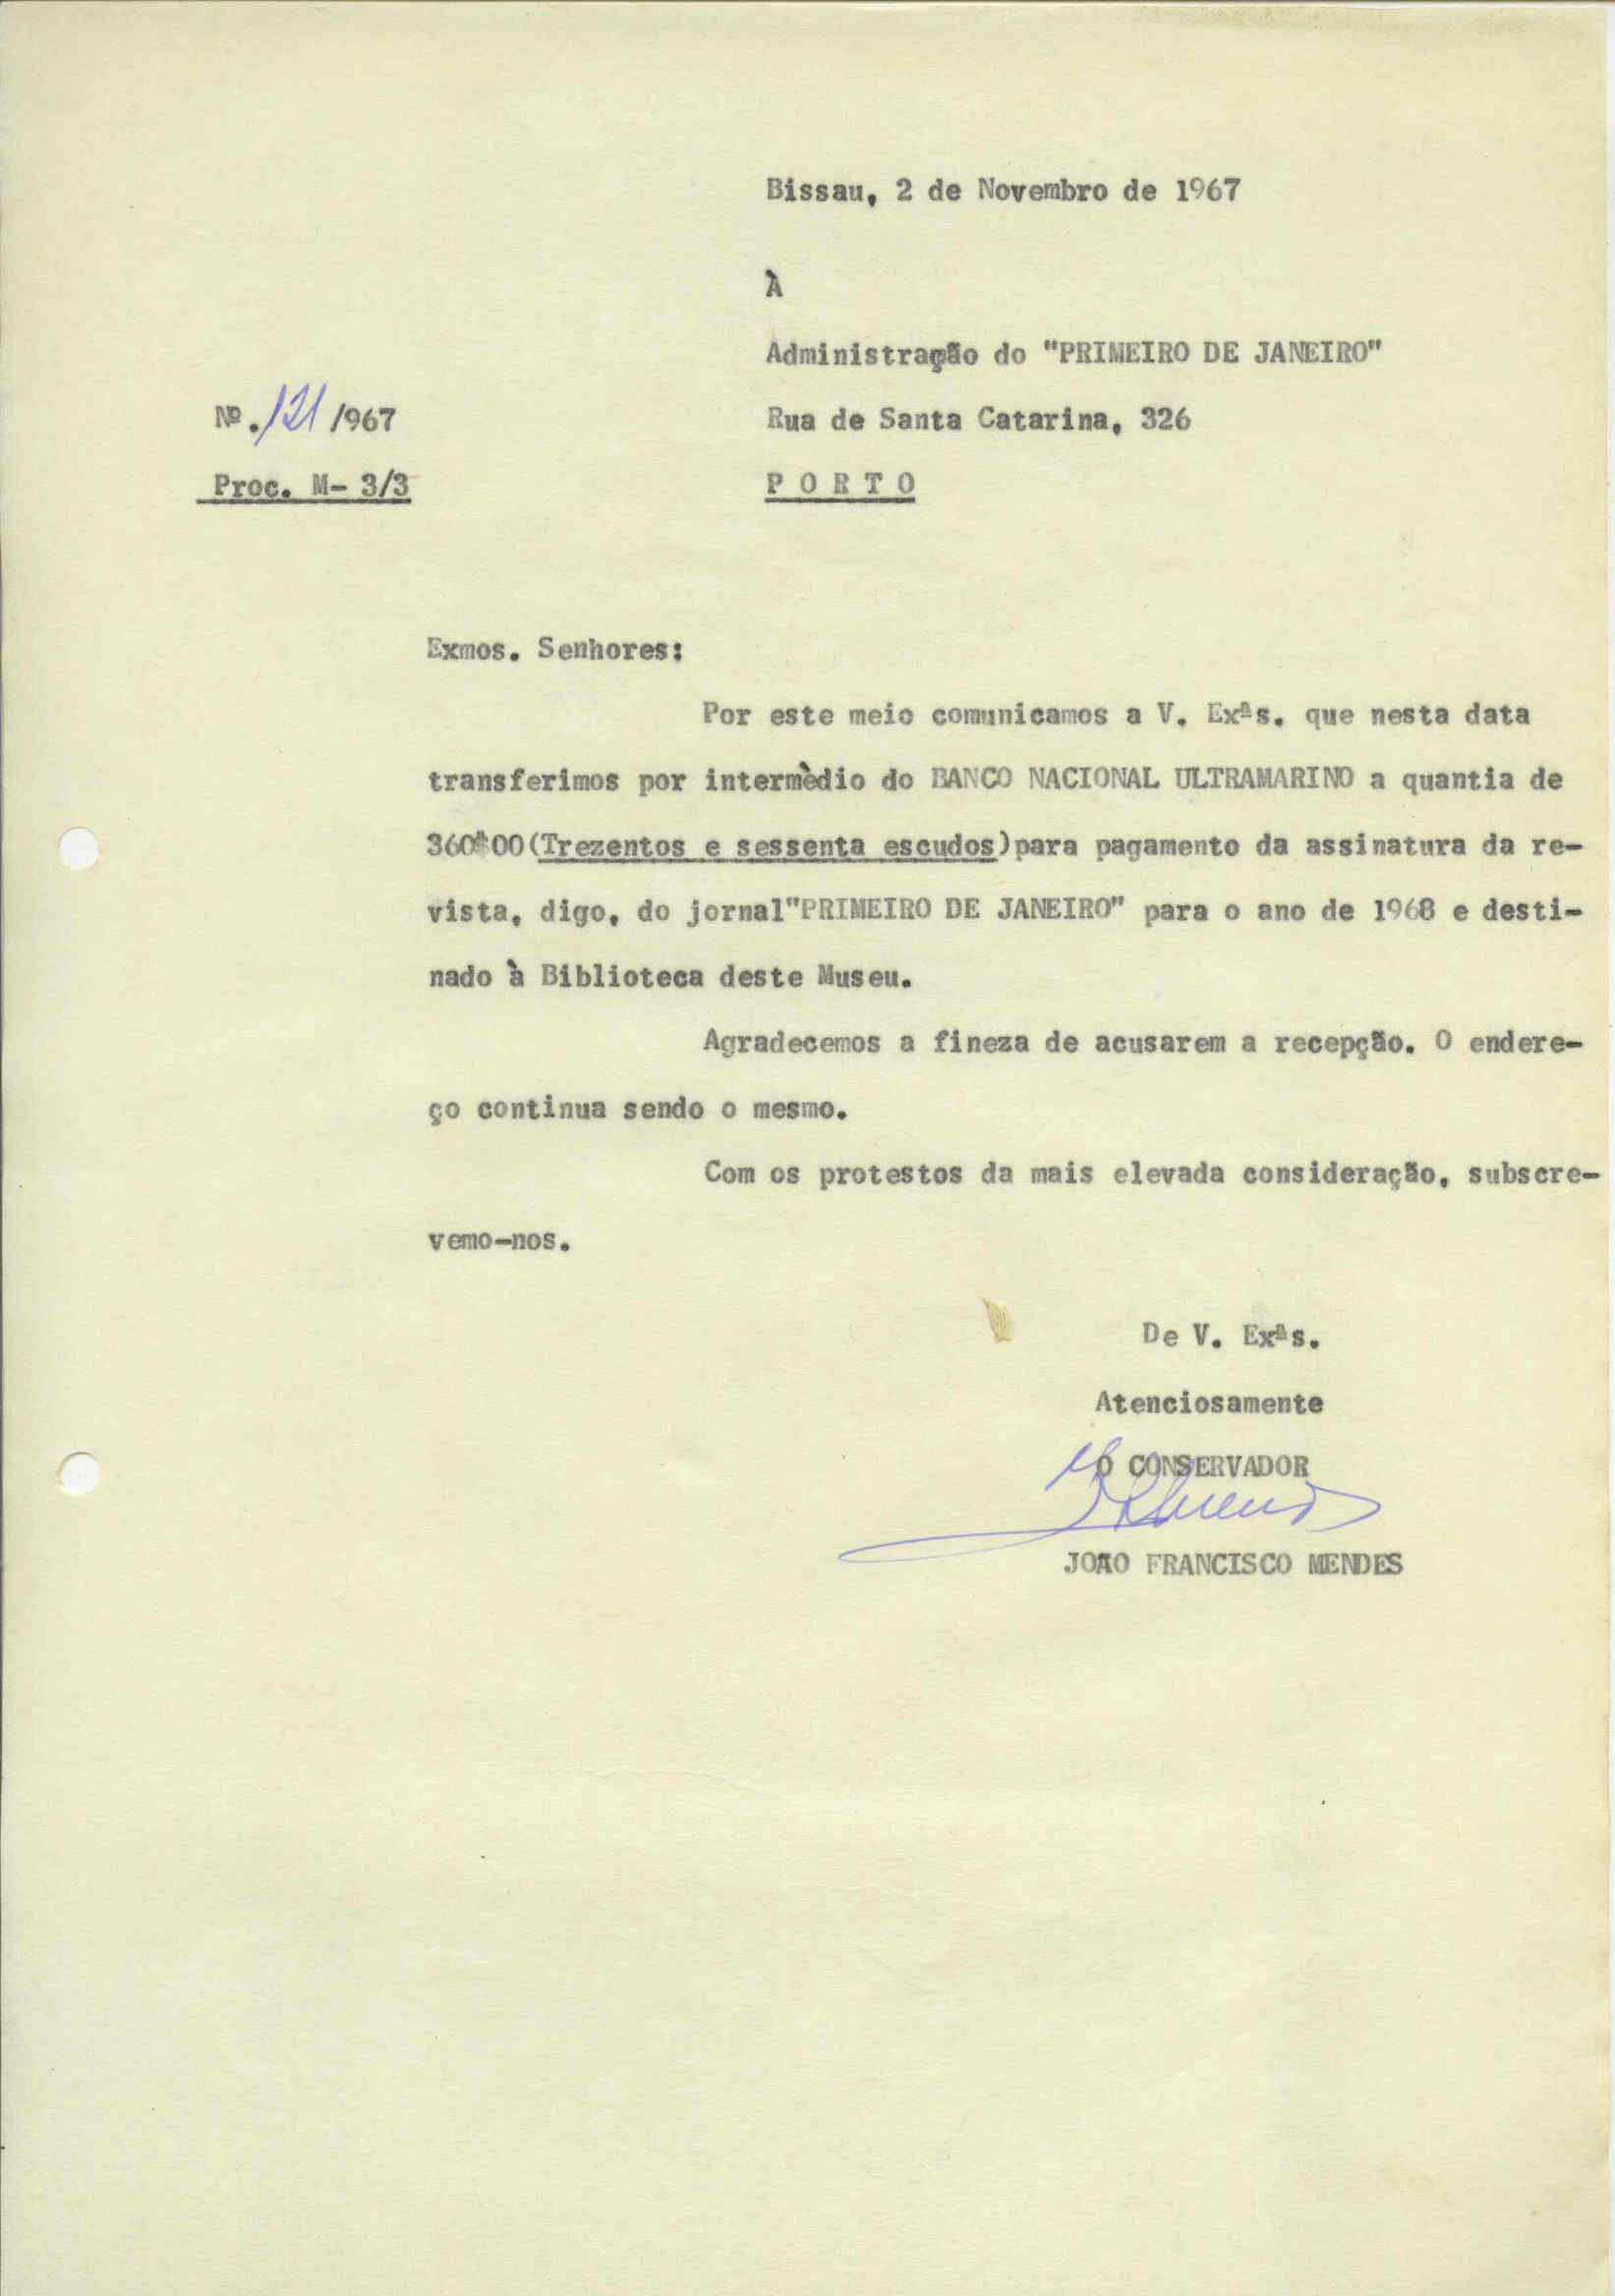 Bissau, 2 de Novembro de 1967
À
Administração do "PRIMEIRO DE JANEIRO"
Nº. 121 /967
Rua de Santa Catarina, 326
Proc. M- 3/3
P O R T O
Exmos. Senhores:
Por este meio comunicamos a V. Exªs. que nesta data
transferimos por intermèdio do BANCO NACIONAL ULTRAMARINO a quantia de
360$00(Trezentos e sessenta escudos)para pagamento da assinatura da re-
vista, digo, do jornal"PRIMEIRO DE JANEIRO" para o ano de 1968 e desti-
nado à Biblioteca deste Museu.
Agradecemos a fineza de acusarem a recepção. O endere-
ço continua sendo o mesmo.
Com os protestos da mais elevada consideração, subscre-
vemo-nos.
De V. Exªs.
Atenciosamente
O CONSERVADOR
JOÃO FRANCISCO MENDES